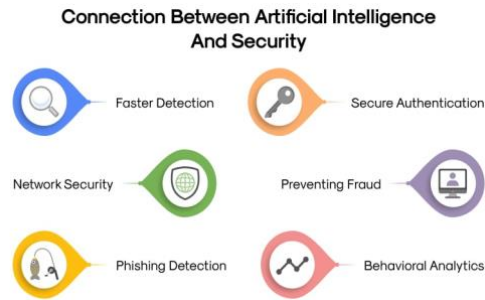 Connection Between Artificial Intelligence
And Security
Faster Detection
Secure Authentication
Network Security
Preventing Fraud
Phishing Detection
Behavioral Analytics